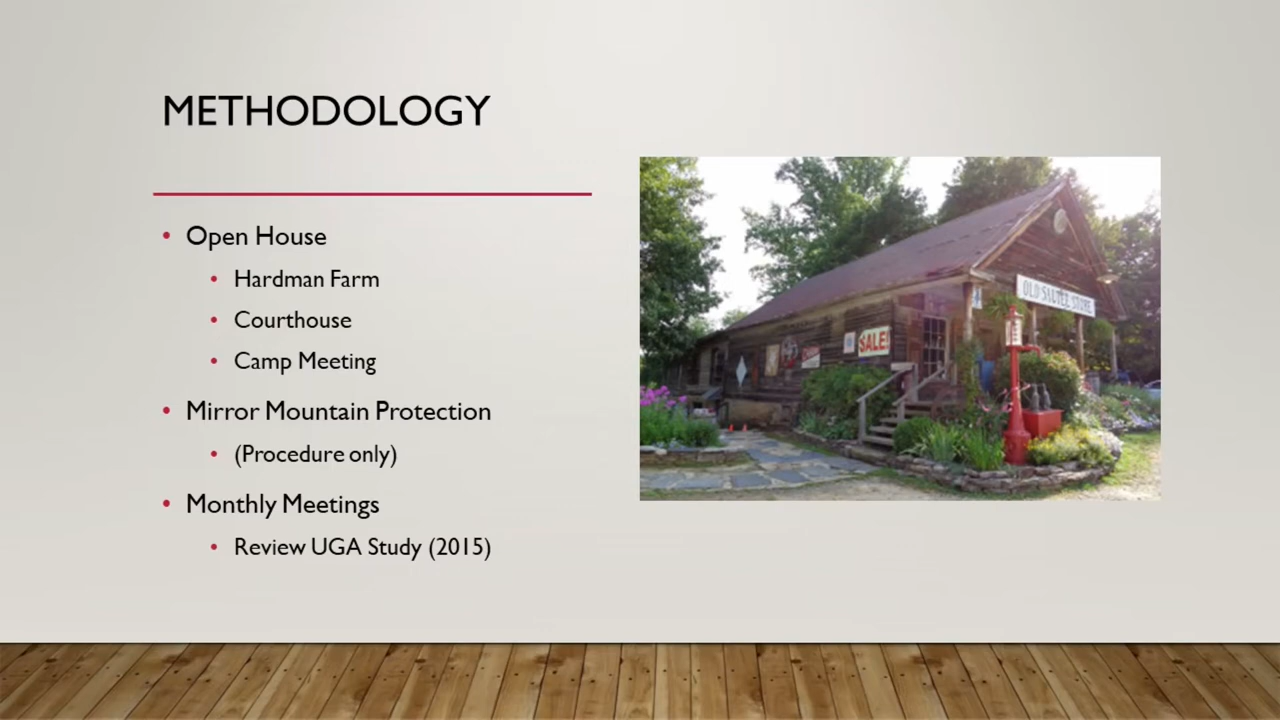 METHODOLOGY
• Open House
• Hardman Farm
• Courthouse
• Camp Meeting
• Mirror Mountain Protection
• (Procedure only)
• Monthly Meetings
• Review UGA Study (2015)
OLD SAUTEE STORE
SALE!